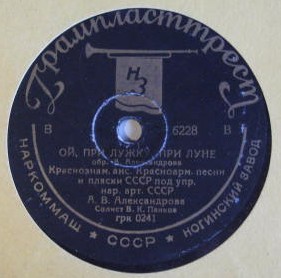 Грампласттрест
НЗ
В 6228 В
ОЙ, ПРИ ЛУЖКУ, ПРИ ЛУНЕ
обр. Александрова
Краснознам. анс. Красноарм. песни
и пляски СССР под упр.
нар. арт. СССР
А. В. Александрова
Солист В. И. Панков
грк 0241
НАРКОММАШ ★ СССР ★ НОГИНСКИЙ ЗАВОД